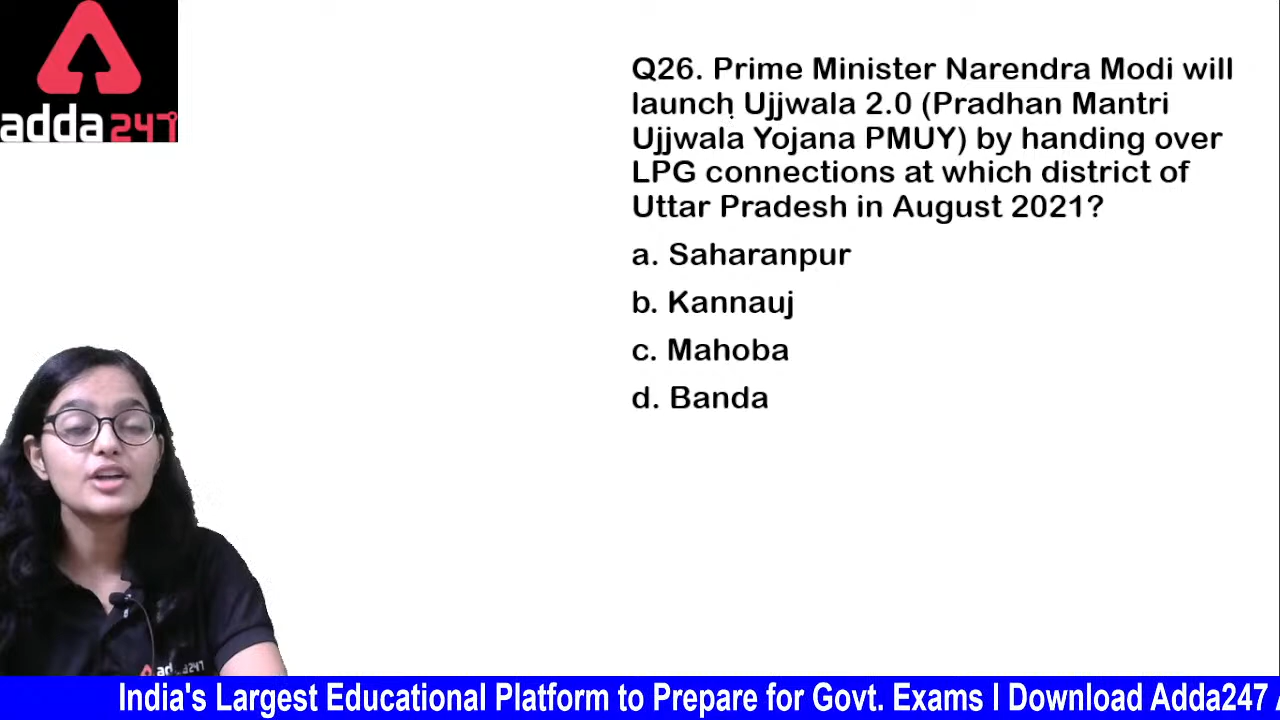 adda247
Q26. Prime Minister Narendra Modi will
launch Ujjwala 2.0 (Pradhan Mantri
Ujjwala Yojana PMUY) by handing over
LPG connections at which district of
Uttar Pradesh in August 2021?
a. Saharanpur
b. Kannauj
c. Mahoba
d. Banda
adda247
India's Largest Educational Platform to Prepare for Govt. Exams I Download Adda247